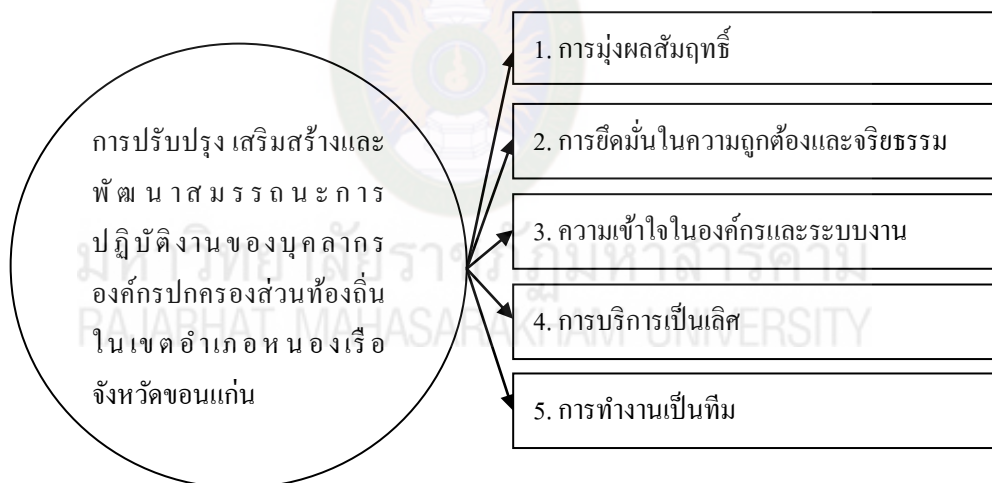 การปรับปรุง เสริมสร้างและ
พัฒนาสมรรถนะการ
ปฏิบัติงานของบุคลากร
องค์กรปกครองส่วนท้องถิ่น
ในเขตอำเภอหนองเรือ
จังหวัดขอนแก่น
1. การมุ่งผลสัมฤทธิ์
2. การยึดมั่นในความถูกต้องและจริยธรรม
3. ความเข้าใจในองค์กรและระบบงาน
4. การบริการเป็นเลิศ
5. การทำงานเป็นทีม
มหาวิทยาลัยราชภัฏมหาสารคาม
RAJABHAT MAHASARAKHAM UNIVERSITY